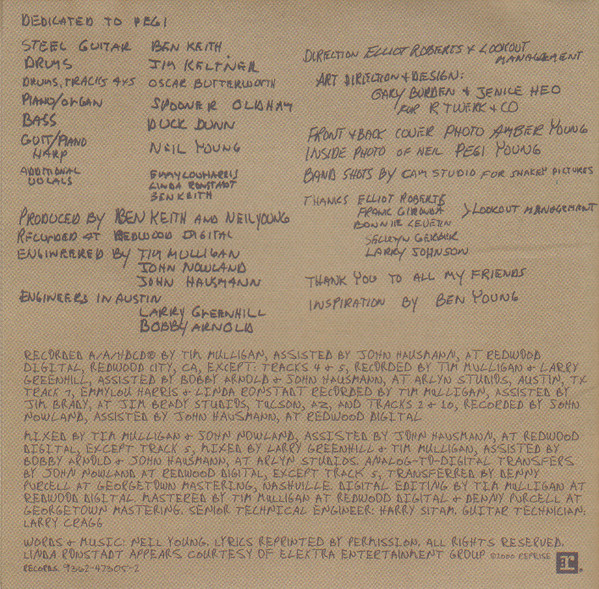 DEDICATED TO PEGI
STEEL GUITAR BEN KEITH
DRUMS JIM KELTNER
DRUMS, TRACKS 4+5 OSCAR BUTTERWORTH
PIANO/ORGAN SPOONER OLDHAM
BASS DUCK DUNN
GUIT/PIANO
HARP NEIL YOUNG
ADDITIONAL
VOCALS EMMYLOU HARRIS
LINDA RONSTADT
BEN KEITH
PRODUCED BY BEN KEITH AND NEIL YOUNG
RECORDED AT REDWOOD DIGITAL
ENGINEERED BY TIM MULLIGAN
JOHN NOWLAND
JOHN HAUSMANN
ENGINEERS IN AUSTIN
LARRY GREENHILL
BOBBY ARNOLD
DIRECTION ELLIOT ROBERTS + LOOKOUT
MANAGEMENT
ART DIRECTION + DESIGN:
GARY BURDEN & JENICE HEO
FOR R. TWERK & CO
FRONT + BACK COVER PHOTO AMBER YOUNG
INSIDE PHOTO OF NEIL PEGI YOUNG
BAND SHOTS BY CAM STUDIO FOR SHAKEY PICTURES
THANKS ELLIOT ROBERTS
FRANK GIRONDA > LOOKOUT MANAGEMENT
BONNIE LEVETIN
SELWYN GERBER
LARRY JOHNSON
THANK YOU TO ALL MY FRIENDS
INSPIRATION BY BEN YOUNG
RECORDED A/A/HDCD® BY TIM MULLIGAN, ASSISTED BY JOHN HAUSMANN, AT REDWOOD
DIGITAL, REDWOOD CITY, CA, EXCEPT: TRACKS 4 & 5, RECORDED BY TIM MULLIGAN & LARRY
GREENHILL, ASSISTED BY BOBBY ARNOLD & JOHN HAUSMANN, AT ARLYN STUDIOS, AUSTIN, TX
TRACK 7, EMMYLOU HARRIS & LINDA RONSTADT RECORDED BY TIM MULLIGAN, ASSISTED BY
JIM BRADY, AT JIM BRADY STUDIOS, TUCSON, AZ, AND TRACKS 2 & 10, RECORDED BY JOHN
NOWLAND, ASSISTED BY JOHN HAUSMANN, AT REDWOOD DIGITAL
MIXED BY TIM MULLIGAN & JOHN NOWLAND, ASSISTED BY JOHN HAUSMANN, AT REDWOOD
DIGITAL, EXCEPT TRACK 5, MIXED BY LARRY GREENHILL & TIM MULLIGAN, ASSISTED BY
BOBBY ARNOLD & JOHN HAUSMANN, AT ARLYN STUDIOS. ANALOG-TO-DIGITAL TRANSFERS
BY JOHN NOWLAND AT REDWOOD DIGITAL, EXCEPT TRACK 5, TRANSFERRED BY DENNY
PURCELL AT GEORGETOWN MASTERING, NASHVILLE. DIGITAL EDITING BY TIM MULLIGAN AT
REDWOOD DIGITAL. MASTERED BY TIM MULLIGAN AT REDWOOD DIGITAL & DENNY PURCELL AT
GEORGETOWN MASTERING. SENIOR TECHNICAL ENGINEER: HARRY SITAM. GUITAR TECHNICIAN:
LARRY CRAGG
WORDS & MUSIC: NEIL YOUNG. LYRICS REPRINTED BY PERMISSION. ALL RIGHTS RESERVED.
LINDA RONSTADT APPEARS COURTESY OF ELEKTRA ENTERTAINMENT GROUP ©2000 REPRISE
RECORDS. 9362-47305-2